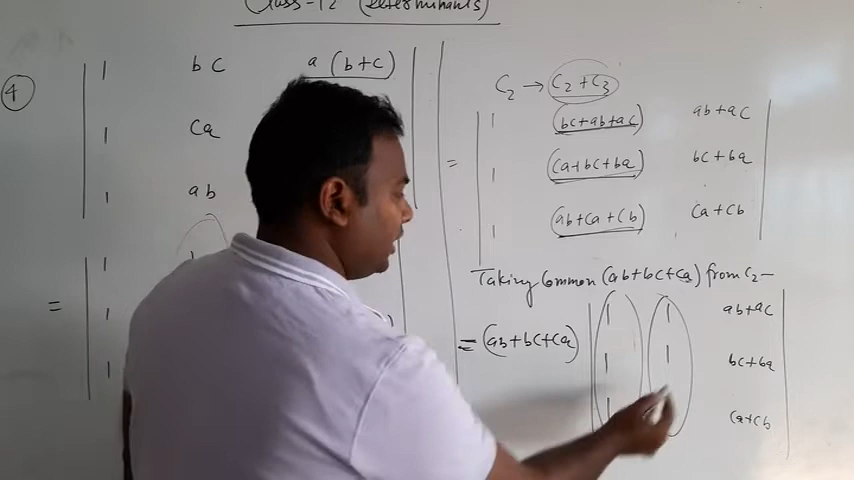 Class-12 (Determinants)
4 | 1 bc a (b+c) |
1 ca
1 ab
= | 1
1
1
C2 → C2 + C3
= | 1 bc+ab+ac ab+ac |
1 ca+bc+ba bc+ba
1 ab+ca+cb ca+cb
Taking Common (ab+bc+ca) from C2 —
= (ab+bc+ca) | 1 1 ab+ac |
1 1 bc+ba
1 ca+cb